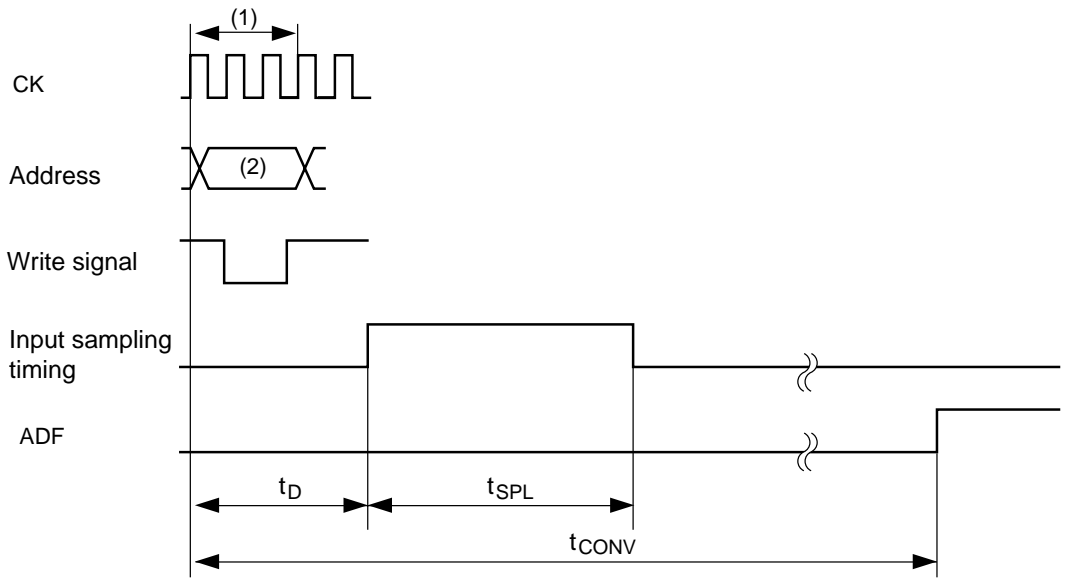 (1)
CK
Address
(2)
Write signal
Input sampling
timing
ADF
tD
tSPL
tCONV